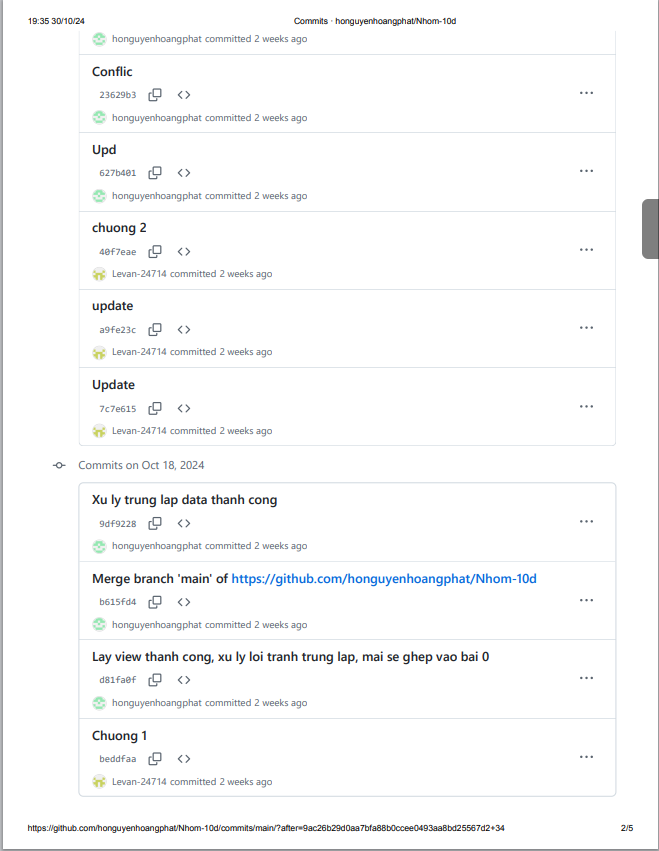 19:35 30/10/24 Commits · honguyenhoangphat/Nhom-10d
honguyenhoangphat committed 2 weeks ago
Conflic
23629b3
honguyenhoangphat committed 2 weeks ago
Upd
627b401
honguyenhoangphat committed 2 weeks ago
chuong 2
40f7eae
Levan-24714 committed 2 weeks ago
update
a9fe23c
Levan-24714 committed 2 weeks ago
Update
7c7e615
Levan-24714 committed 2 weeks ago
Commits on Oct 18, 2024
Xu ly trung lap data thanh cong
9df9228
honguyenhoangphat committed 2 weeks ago
Merge branch 'main' of https://github.com/honguyenhoangphat/Nhom-10d
b615fd4
honguyenhoangphat committed 2 weeks ago
Lay view thanh cong, xu ly loi tranh trung lap, mai se ghep vao bai 0
d81fa0f
honguyenhoangphat committed 2 weeks ago
Chuong 1
beddfaa
Levan-24714 committed 2 weeks ago
https://github.com/honguyenhoangphat/Nhom-10d/commits/main/?after=9ac26b29d0aa7bfa88b0ccee0493aa8bd25567d2+34 2/5